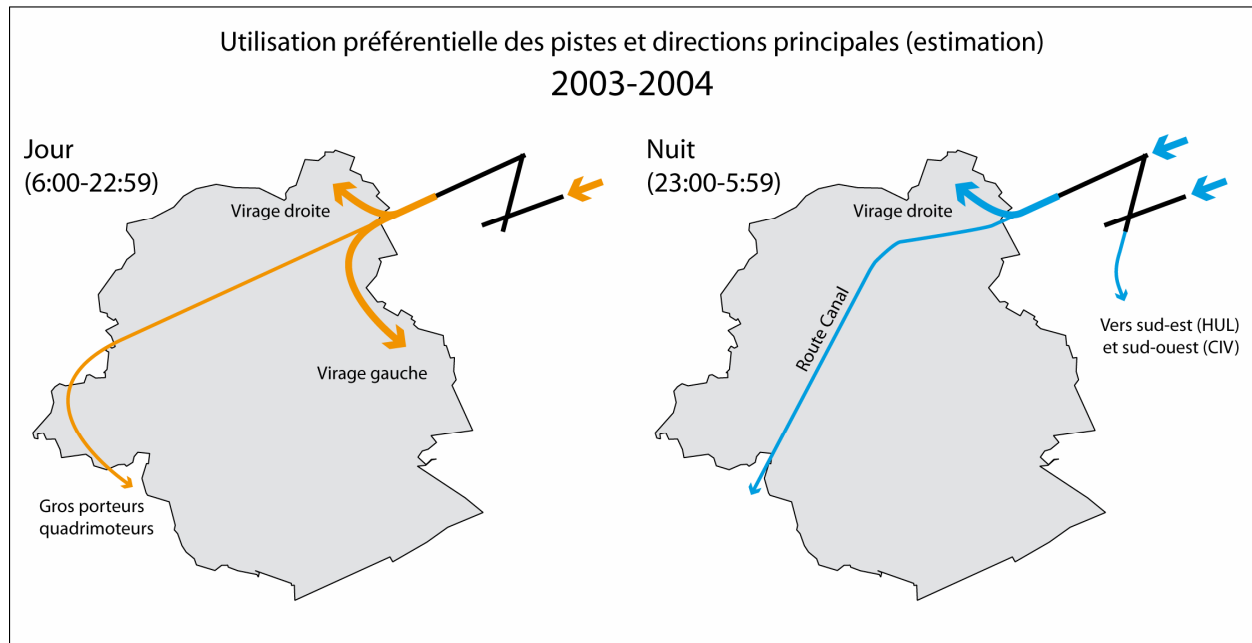 Utilisation préférentielle des pistes et directions principales (estimation)
2003-2004
Jour
(6:00-22:59)
Virage droite
Virage gauche
Gros porteurs
quadrimoteurs
Nuit
(23:00-5:59)
Virage droite
Route Canal
Vers sud-est (HUL)
et sud-ouest (CIV)